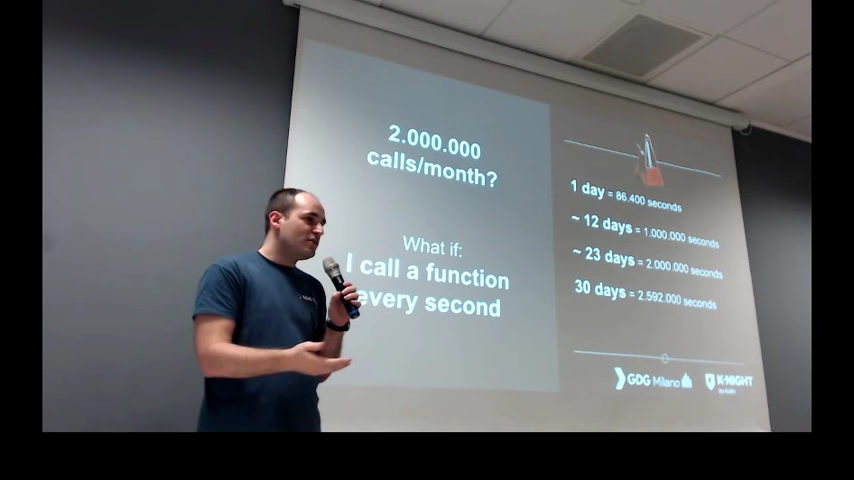 2.000.000
calls/month?
What if:
I call a function
every second
1 day = 86.400 seconds
~ 12 days = 1.000.000 seconds
~ 23 days = 2.000.000 seconds
30 days = 2.592.000 seconds
GDG Milano
K-NIGHT